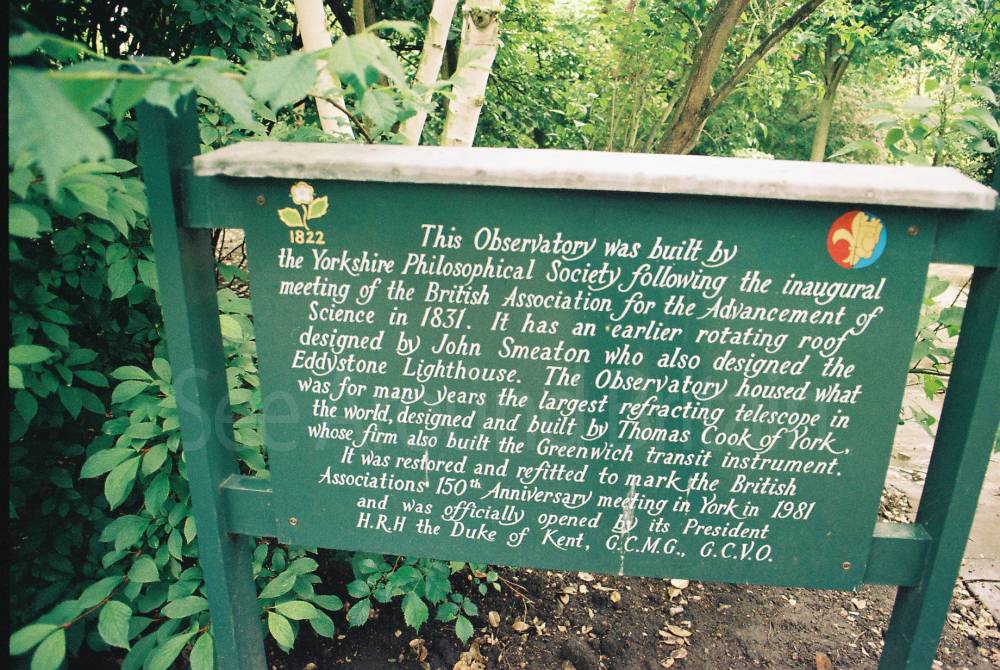 1822
This Observatory was built by
the Yorkshire Philosophical Society following the inaugural
meeting of the British Association for the Advancement of
Science in 1831. It has an earlier rotating roof
designed by John Smeaton who also designed the
Eddystone Lighthouse. The Observatory housed what
was for many years the largest refracting telescope in
the world, designed and built by Thomas Cook of York,
whose firm also built the Greenwich transit instrument.
It was restored and refitted to mark the British
Associations 150th Anniversary meeting in York in 1981
and was officially opened by its President
H.R.H the Duke of Kent, G.C.M.G., G.C.V.O.